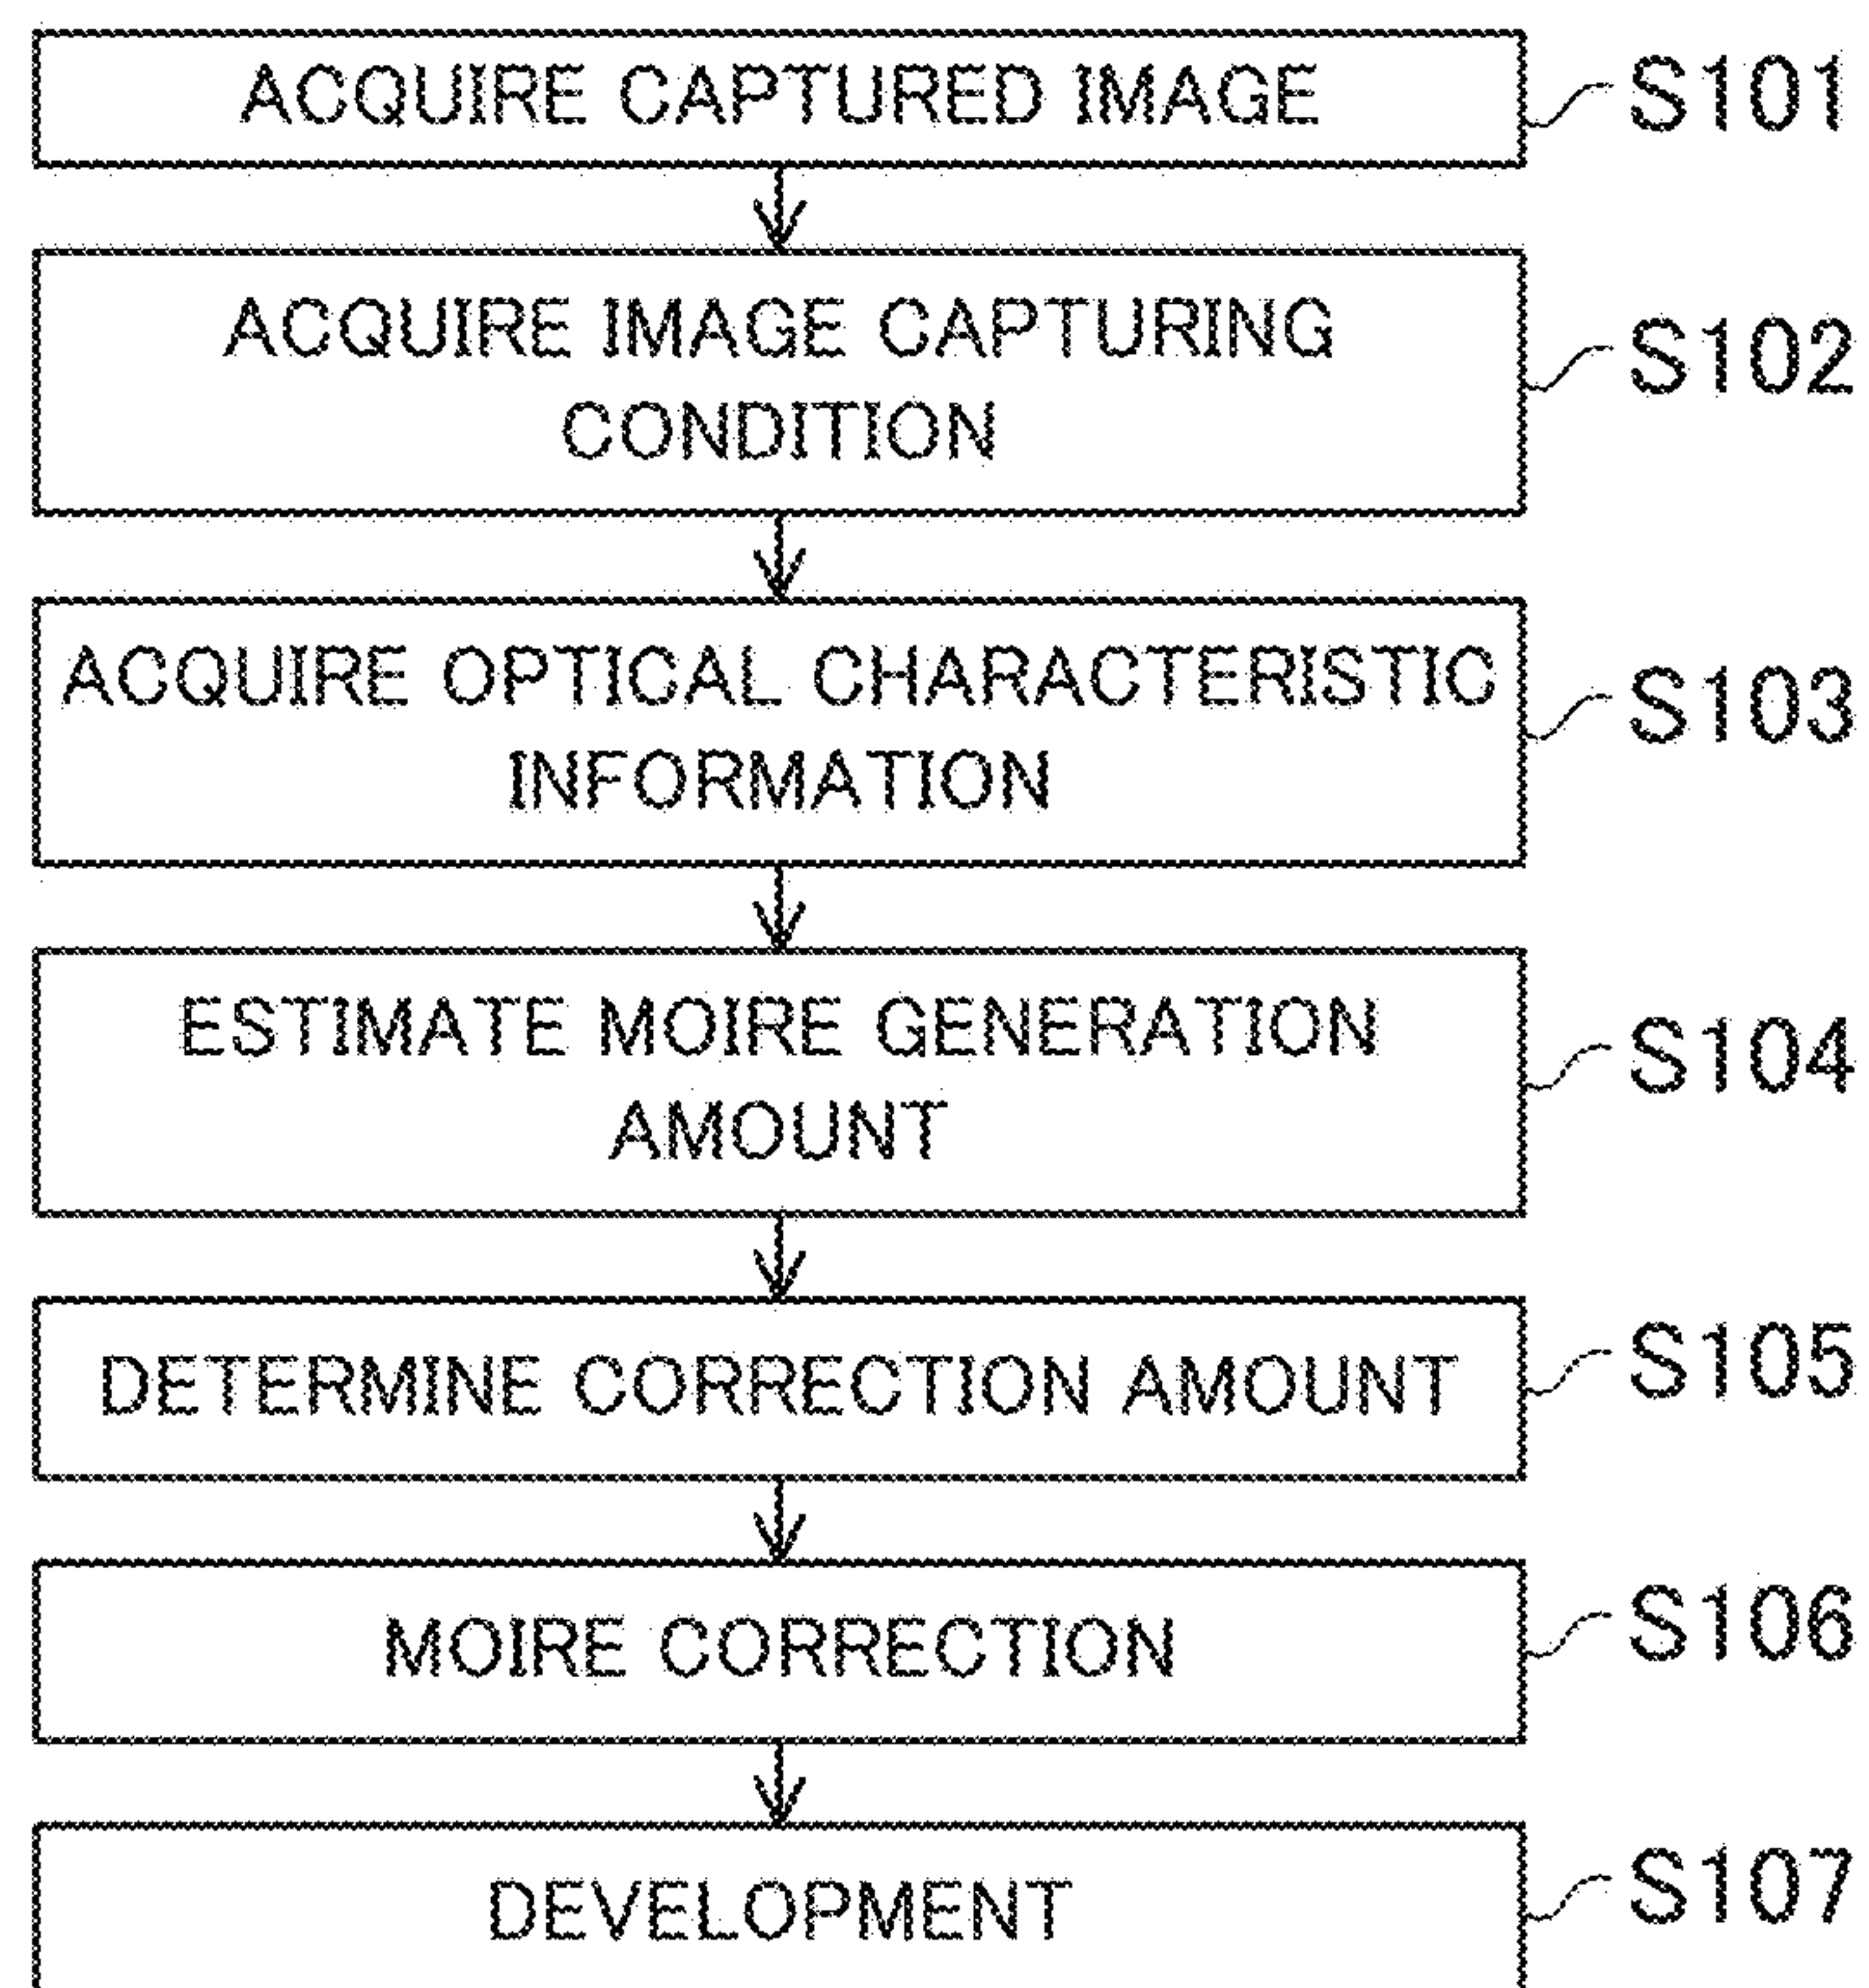 ACQUIRE CAPTURED IMAGE S101
ACQUIRE IMAGE CAPTURING
CONDITION
S102
ACQUIRE OPTICAL CHARACTERISTIC
INFORMATION
S103
ESTIMATE MOIRE GENERATION
AMOUNT
S104
DETERMINE CORRECTION AMOUNT S105
MOIRE CORRECTION S106
DEVELOPMENT S107